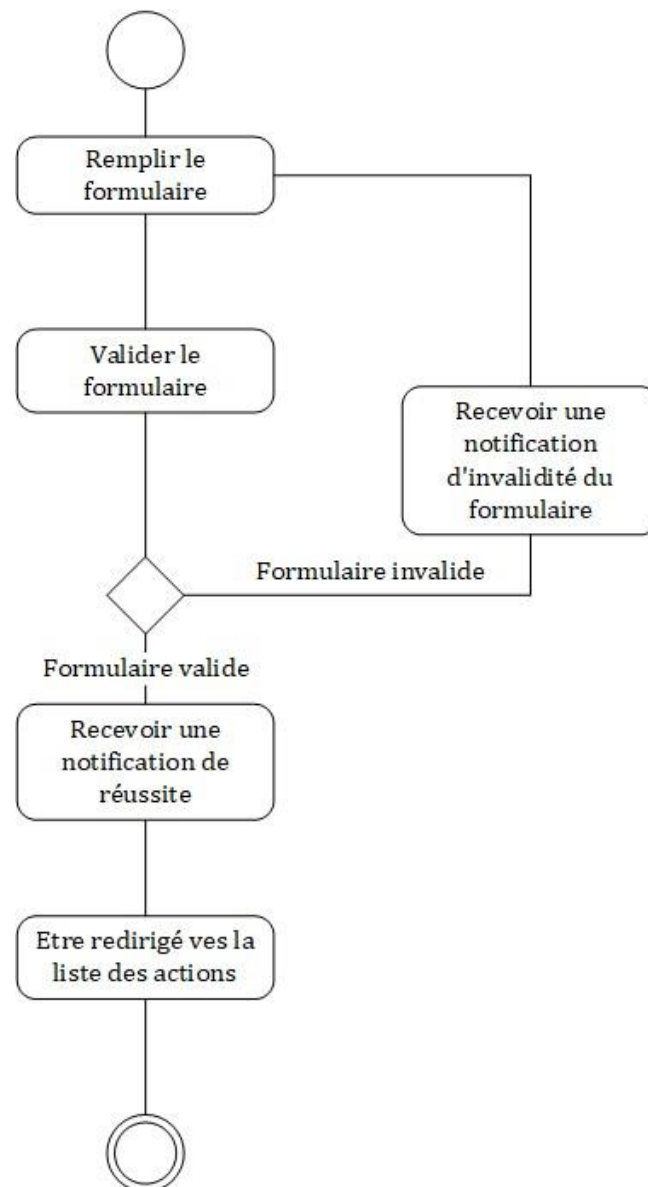 Remplir le
formulaire
Valider le
formulaire
Recevoir une
notification
d'invalidité du
formulaire
Formulaire invalide
Formulaire valide
Recevoir une
notification de
réussite
Etre redirigé ves la
liste des actions